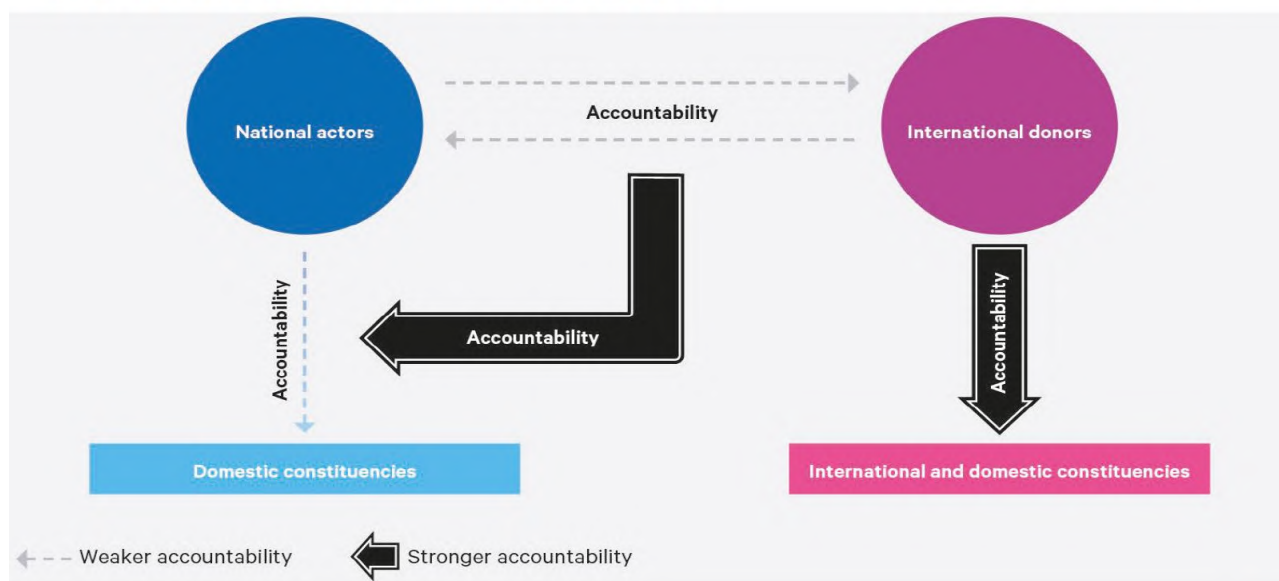 National actors
Accountability
International donors
Accountability
Accountability
Accountability
Domestic constituencies
International and domestic constituencies
Weaker accountability
Stronger accountability